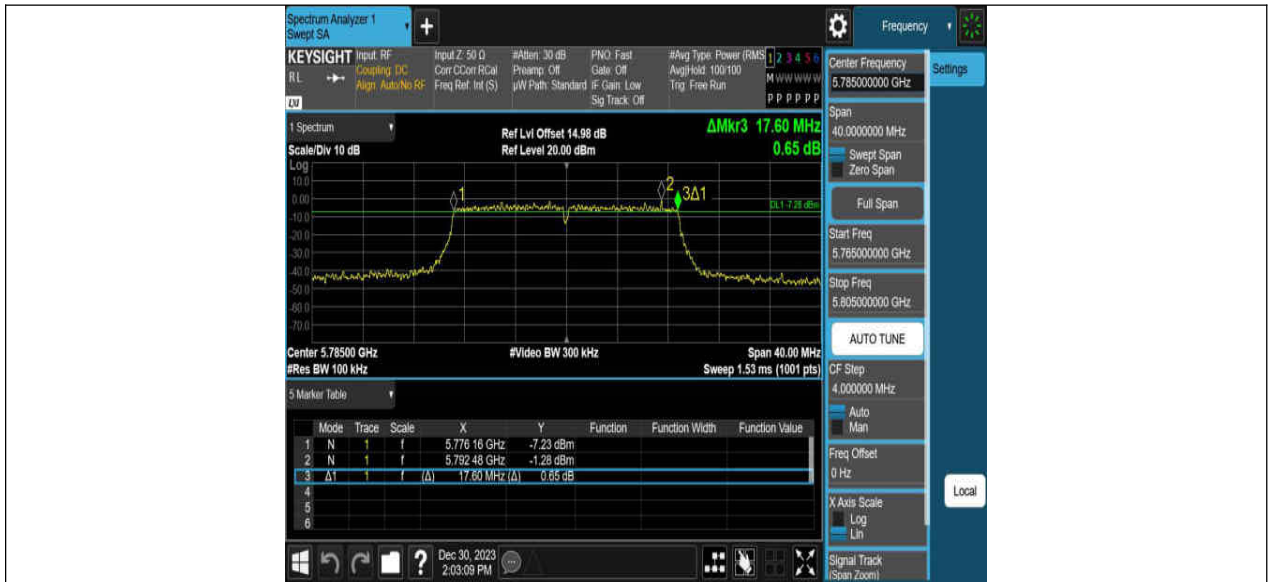 Spectrum Analyzer 1
Swept SA
+
Frequency
KEYSIGHT
RL
LXI
Input: RF
Coupling: DC
Align: Auto/No RF
Input Z: 50 Ω
Corr CCorr RCal
Freq Ref: Int (S)
#Atten: 30 dB
Preamp: Off
µW Path: Standard
PNO: Fast
Gate: Off
IF Gain: Low
Sig Track: Off
#Avg Type: Power (RMS
Avg|Hold: 100/100
Trig: Free Run
1 2 3 4 5 6
M W W W W W
P P P P P P
Center Frequency
5.785000000 GHz
Settings
1 Spectrum
Scale/Div 10 dB
Ref Lvl Offset 14.98 dB
Ref Level 20.00 dBm
ΔMkr3 17.60 MHz
0.65 dB
Log
10.0
0.00
-10.0
-20.0
-30.0
-40.0
-50.0
-60.0
-70.0
1
2
3Δ1
DL1 -7.28 dBm
Center 5.78500 GHz
#Res BW 100 kHz
#Video BW 300 kHz
Span 40.00 MHz
Sweep 1.53 ms (1001 pts)
Span
40.0000000 MHz
Swept Span
Zero Span
Full Span
Start Freq
5.765000000 GHz
Stop Freq
5.805000000 GHz
AUTO TUNE
CF Step
4.000000 MHz
Auto
Man
Freq Offset
0 Hz
X Axis Scale
Log
Lin
Signal Track
(Span Zoom)
Local
5 Marker Table
Mode Trace Scale X Y Function Function Width Function Value
1 N 1 f 5.776 16 GHz -7.23 dBm
2 N 1 f 5.792 48 GHz -1.28 dBm
3 Δ1 1 f (Δ) 17.60 MHz (Δ) 0.65 dB
4
5
6
?
Dec 30, 2023
2:03:09 PM